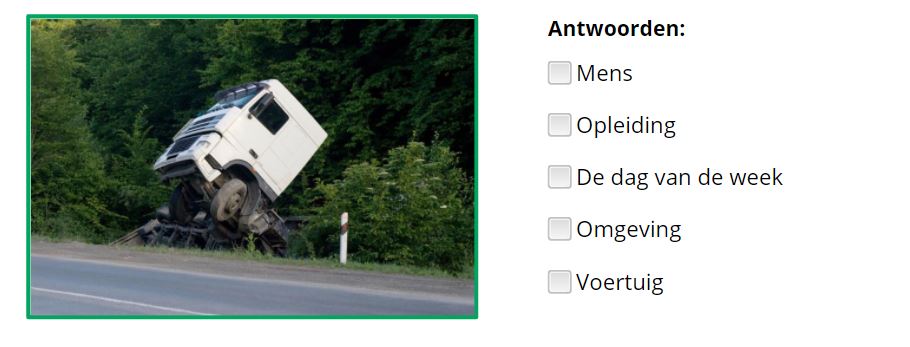 Antwoorden:
Mens
Opleiding
De dag van de week
Omgeving
Voertuig